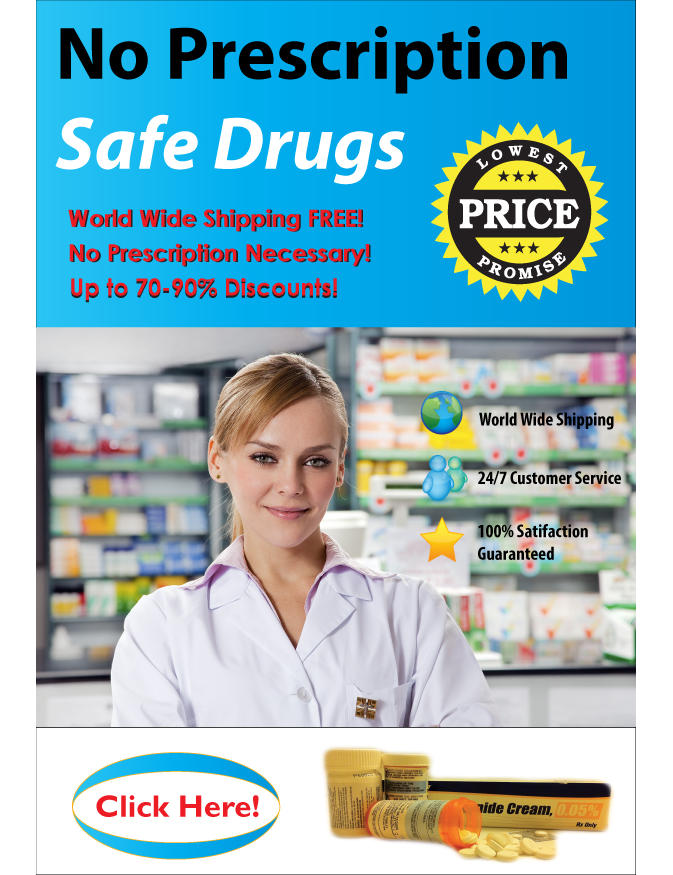 No Prescription
Safe Drugs
LOWEST
PRICE
PROMISE
World Wide Shipping FREE!
No Prescription Necessary!
Up to 70-90% Discounts!
World Wide Shipping
24/7 Customer Service
100% Satifaction
Guaranteed
Click Here!
nide Cream, 0.05%
Rx Only